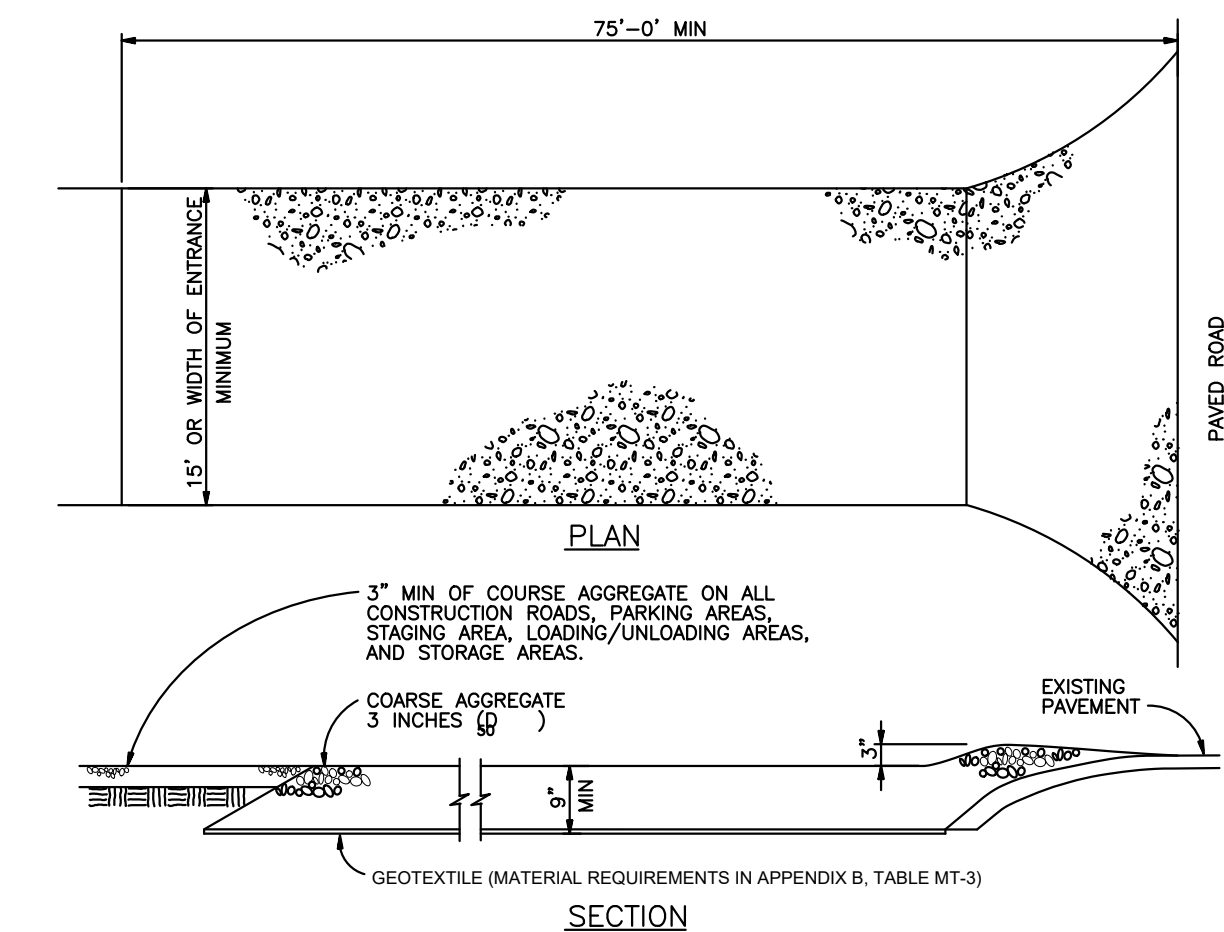 75'-0' MIN
15' OR WIDTH OF ENTRANCE
MINIMUM
PAVED ROAD
PLAN
3" MIN OF COURSE AGGREGATE ON ALL
CONSTRUCTION ROADS, PARKING AREAS,
STAGING AREA, LOADING/UNLOADING AREAS,
AND STORAGE AREAS.
COARSE AGGREGATE
3 INCHES (D50)
EXISTING
PAVEMENT
3"
9"
MIN
GEOTEXTILE (MATERIAL REQUIREMENTS IN APPENDIX B, TABLE MT-3)
SECTION